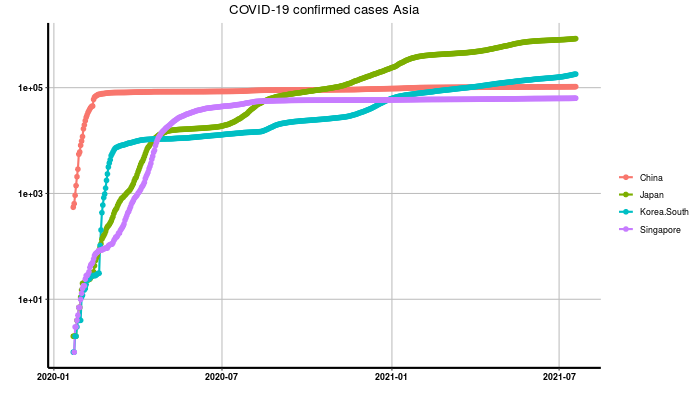 COVID-19 confirmed cases Asia
1e+05
1e+03
1e+01
2020-01
2020-07
2021-01
2021-07
China
Japan
Korea.South
Singapore